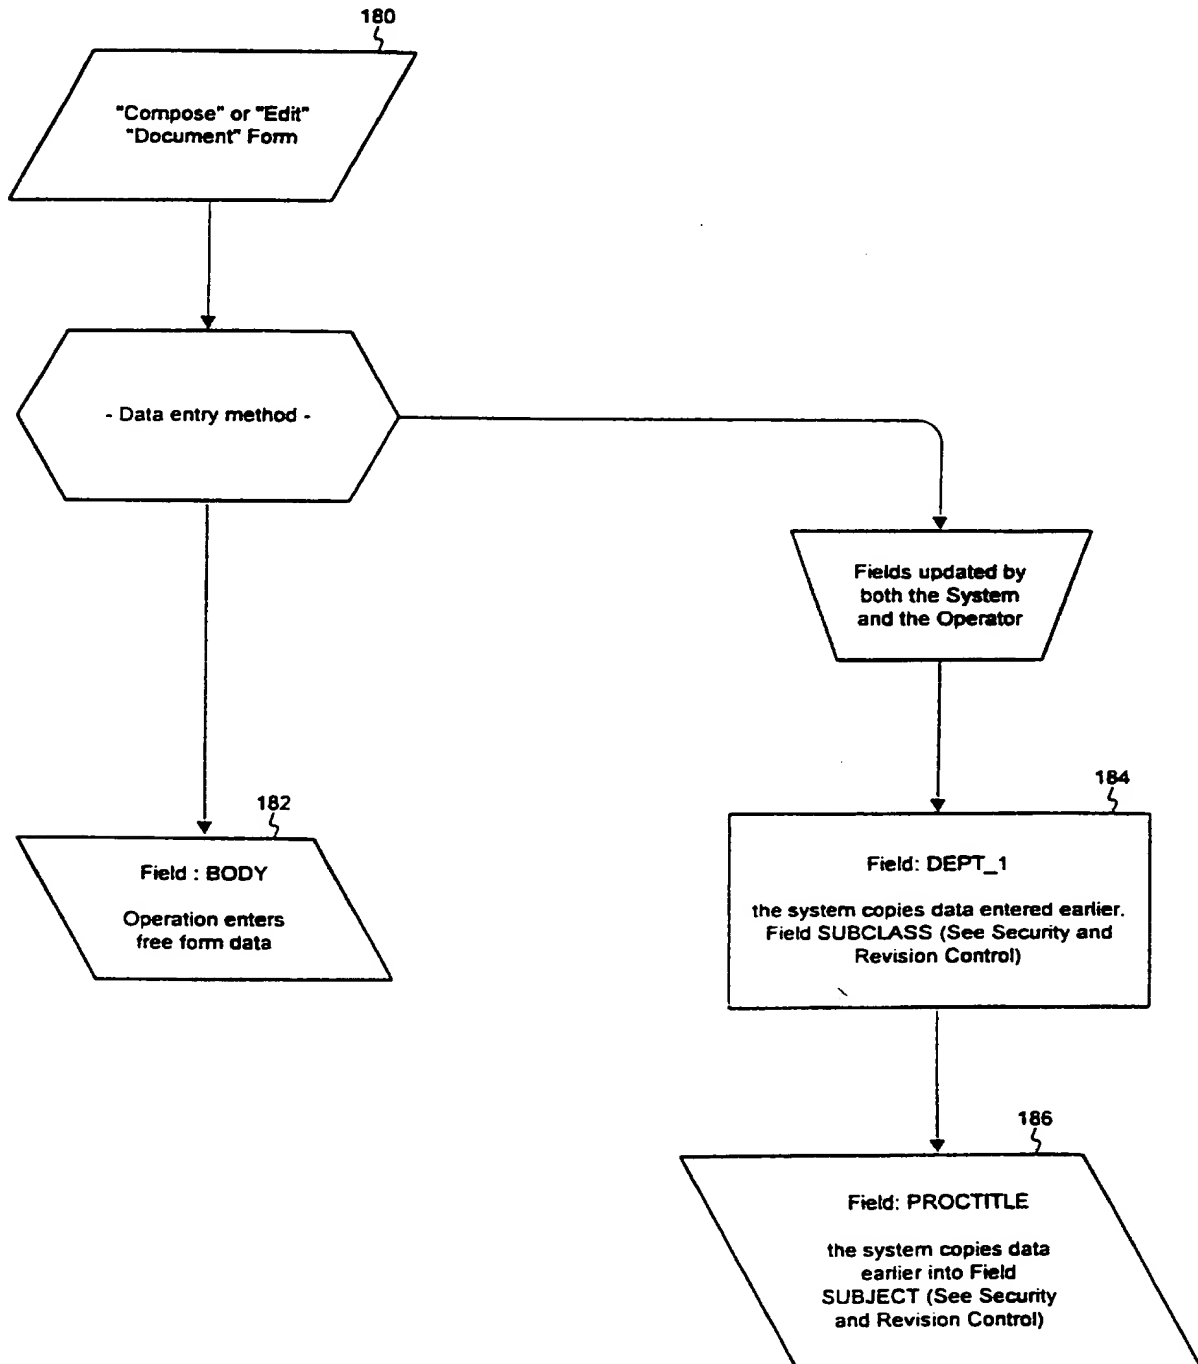 180
"Compose" or "Edit"
"Document" Form
- Data entry method -
Fields updated by
both the System
and the Operator
182
Field : BODY
Operation enters
free form data
184
Field: DEPT_1
the system copies data entered earlier.
Field SUBCLASS (See Security and
Revision Control)
186
Field: PROCTITLE
the system copies data
earlier into Field
SUBJECT (See Security
and Revision Control)